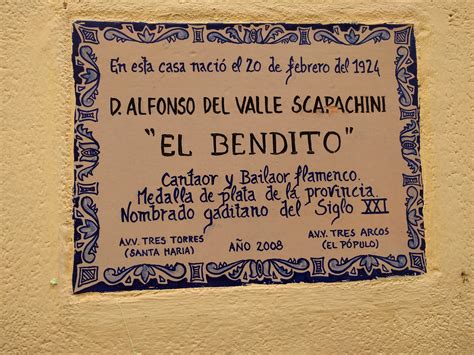 En esta casa nació el 20 de febrero del 1924
D. ALFONSO DEL VALLE SCAPACHINI
"EL BENDITO"
Cantaor y Bailaor flamenco.
Medalla de plata de la provincia
Nombrado gaditano del Siglo XXI
A.V.V. TRES TORRES
(SANTA MARIA)
AÑO 2008
AVV. TRES ARCOS
(EL PÓPULO)